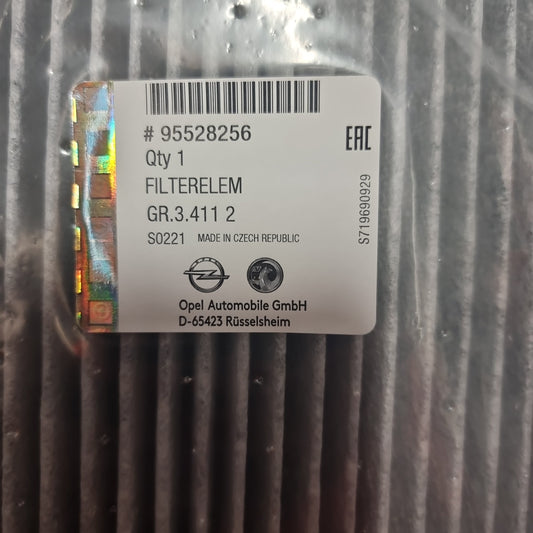 # 95528256
Qty 1
FILTERELEM
GR.3.411 2
S0221 MADE IN CZECH REPUBLIC
Opel Automobile GmbH
D-65423 Rüsselsheim
EAC
S719690929